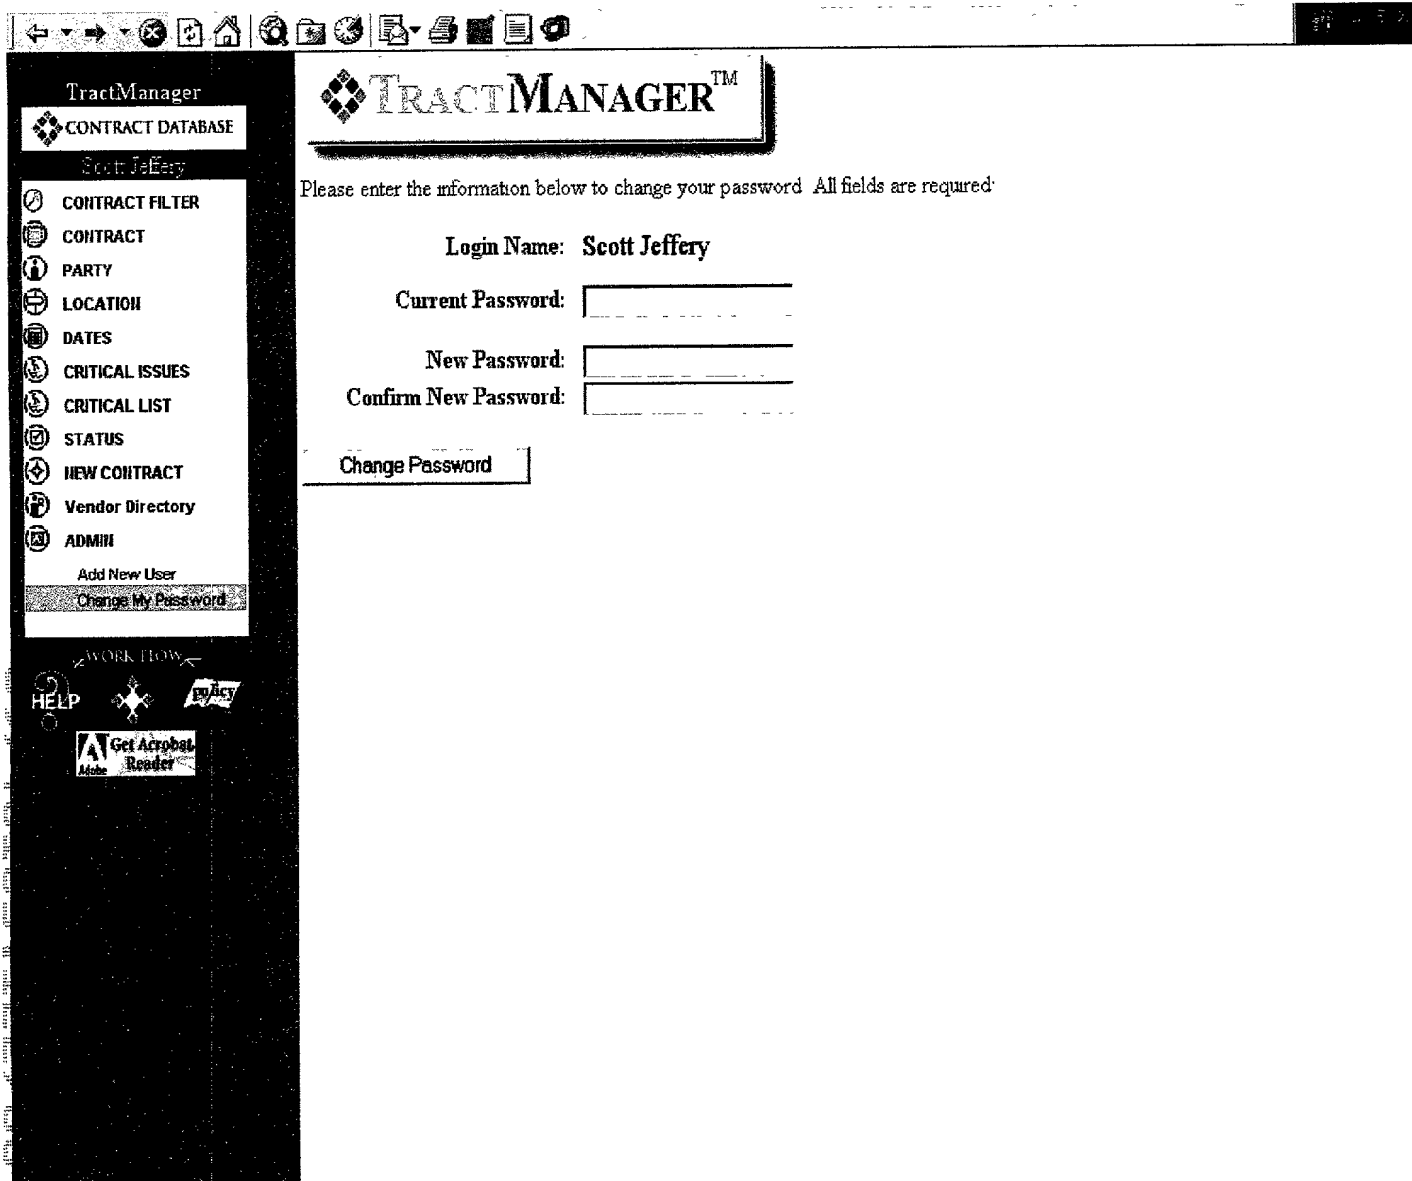 TractManager
CONTRACT DATABASE
Scott Jeffery
CONTRACT FILTER
CONTRACT
PARTY
LOCATION
DATES
CRITICAL ISSUES
CRITICAL LIST
STATUS
NEW CONTRACT
Vendor Directory
ADMIN
Add New User
Change My Password
WORK FLOW
HELP
policy
Get Acrobat
Reader
Adobe
TRACTMANAGER™
Please enter the information below to change your password All fields are required:
Login Name: Scott Jeffery
Current Password:
New Password:
Confirm New Password:
Change Password